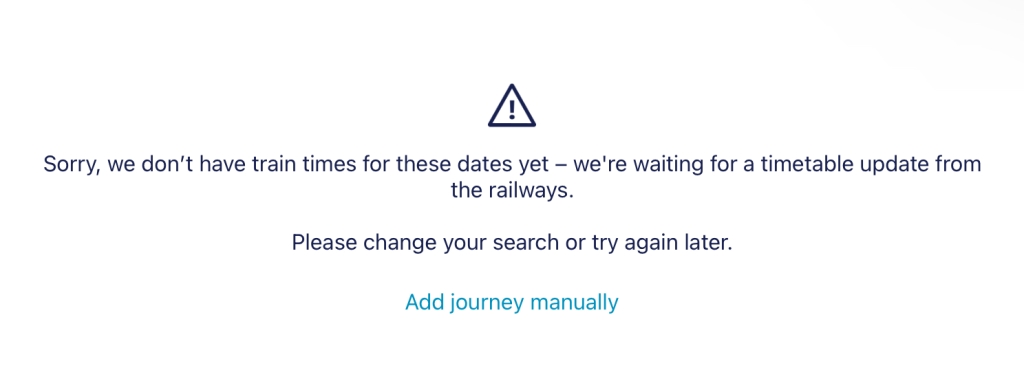 Sorry, we don’t have train times for these dates yet – we're waiting for a timetable update from
the railways.
Please change your search or try again later.
Add journey manually